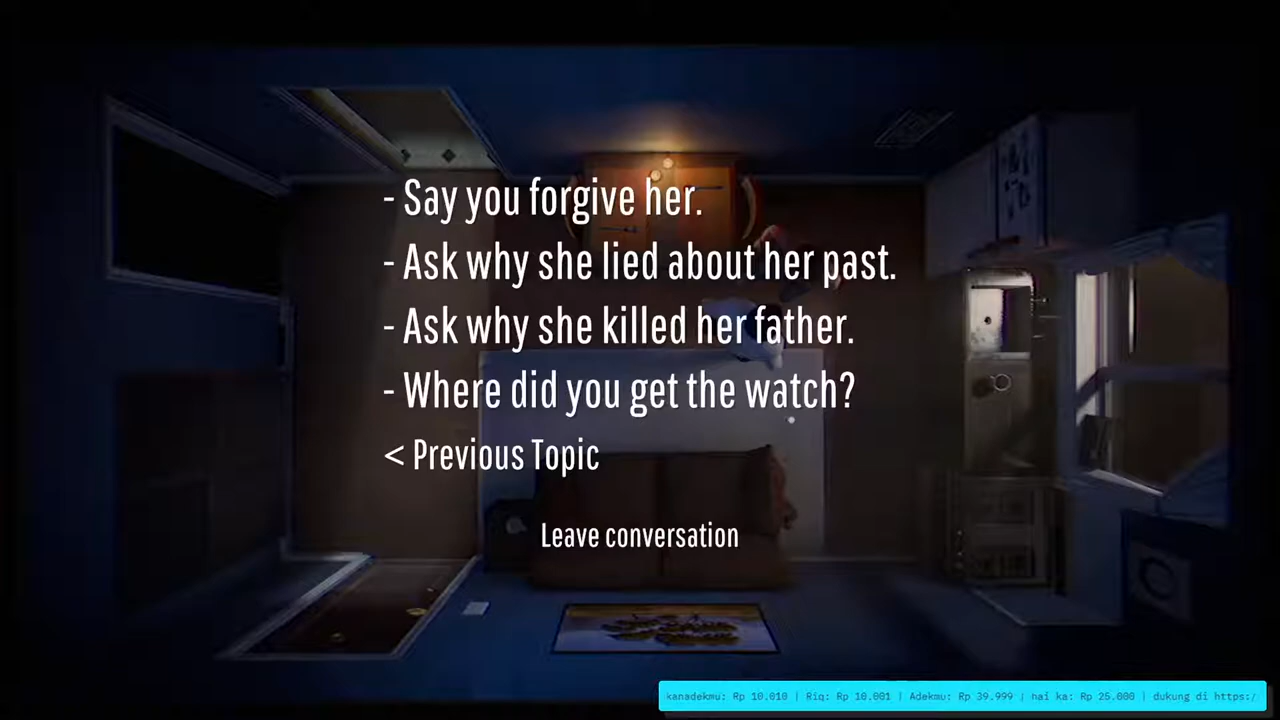 - Say you forgive her.
- Ask why she lied about her past.
- Ask why she killed her father.
- Where did you get the watch?
< Previous Topic
Leave conversation
kanadekmu: Rp 10.010 | Riq: Rp 10.001 | Adekmu: Rp 39.999 | hai ka: Rp 25.000 | dukung di https:/